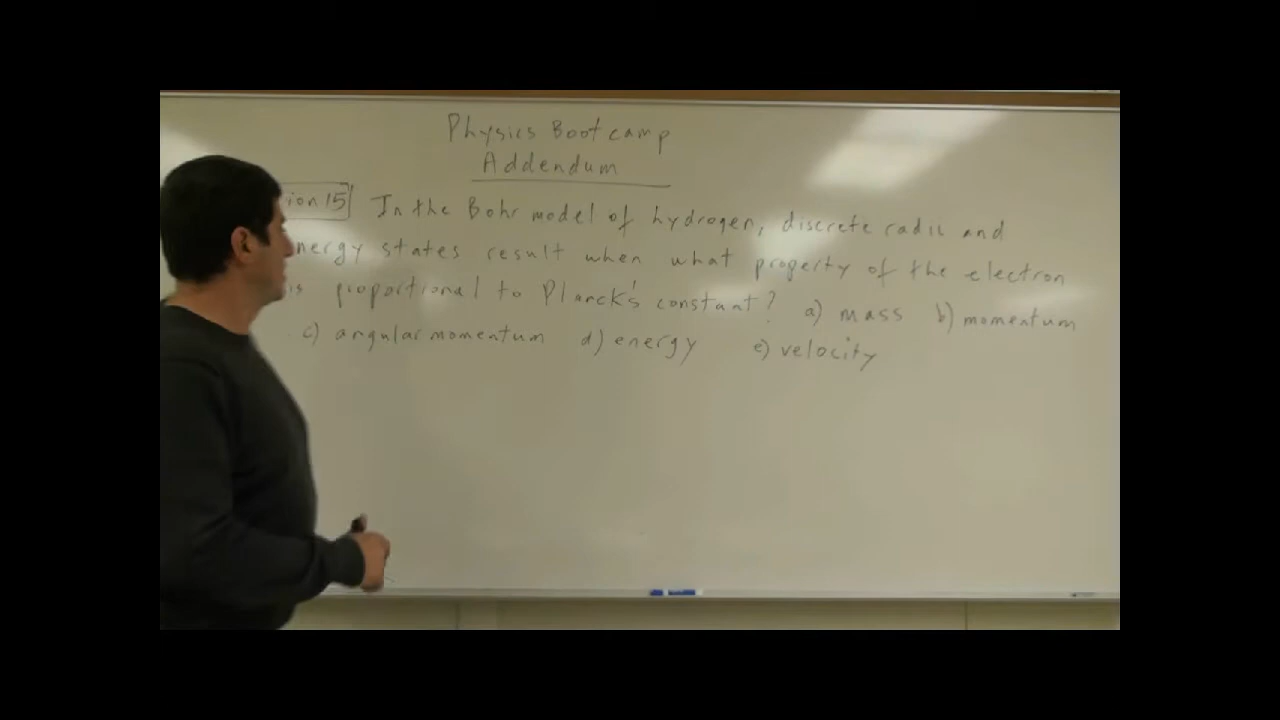 Physics Bootcamp
Addendum
ion 15 In the Bohr model of hydrogen, discrete radii and
nergy states result when what property of the electron
is proportional to Planck's constant? a) mass b) momentum
c) angular momentum d) energy e) velocity